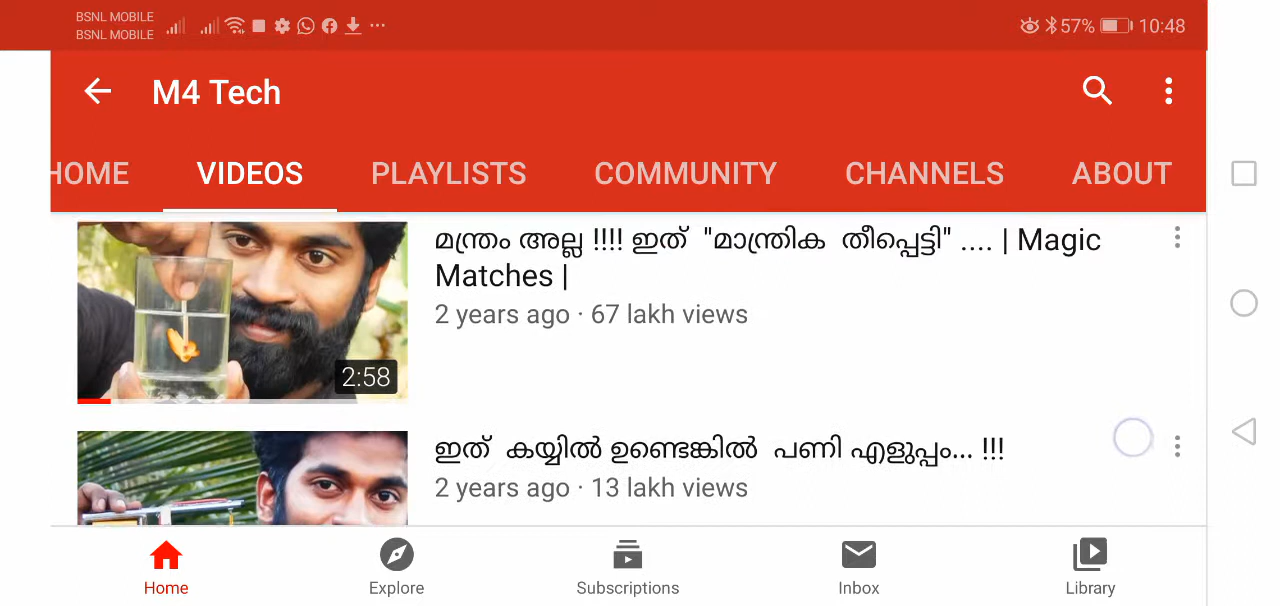 BSNL MOBILE
BSNL MOBILE
57% 10:48
M4 Tech
HOME VIDEOS PLAYLISTS COMMUNITY CHANNELS ABOUT
മന്ത്രം അല്ല !!!! ഇത് "മാന്ത്രിക തീപ്പെട്ടി" .... | Magic
Matches |
2 years ago · 67 lakh views
2:58
ഇത് കയ്യിൽ ഉണ്ടെങ്കിൽ പണി എളുപ്പം... !!!
2 years ago · 13 lakh views
Home Explore Subscriptions Inbox Library